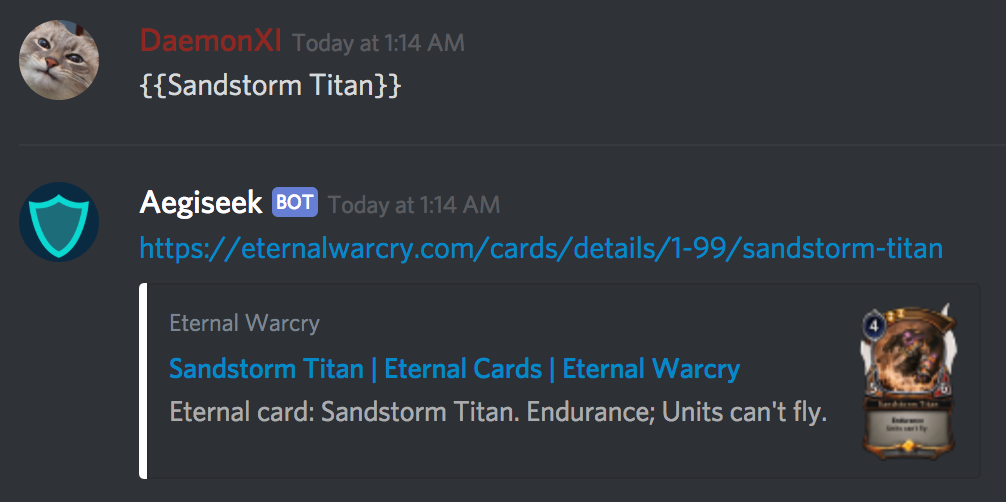 DaemonXI Today at 1:14 AM
{{Sandstorm Titan}}
Aegiseek BOT Today at 1:14 AM
https://eternalwarcry.com/cards/details/1-99/sandstorm-titan
Eternal Warcry
Sandstorm Titan | Eternal Cards | Eternal Warcry
Eternal card: Sandstorm Titan. Endurance; Units can't fly.
4
5 6
Sandstorm Titan
Endurance
Units can't fly